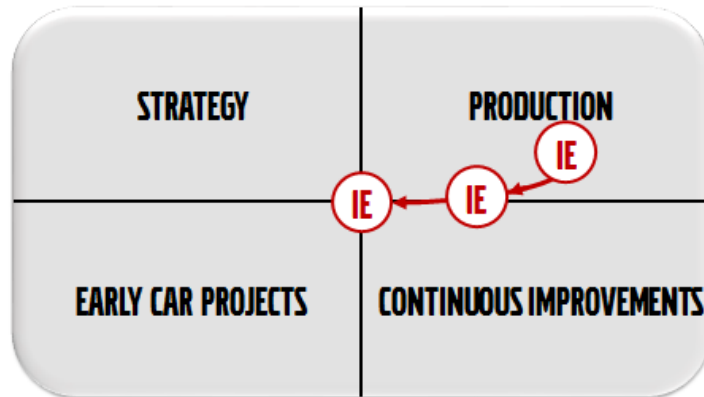 STRATEGY
PRODUCTION
IE
IE
IE
EARLY CAR PROJECTS
CONTINUOUS IMPROVEMENTS